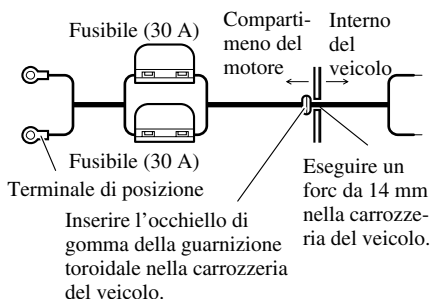 Fusibile (30 A)
Comparti-
meno del
motore
Interno
del
veicolo
Fusibile (30 A)
Terminale di posizione
Inserire l'occhiello di
gomma della guarnizione
toroidale nella carrozzeria
del veicolo.
Eseguire un
forc da 14 mm
nella carrozze-
ria del veicolo.